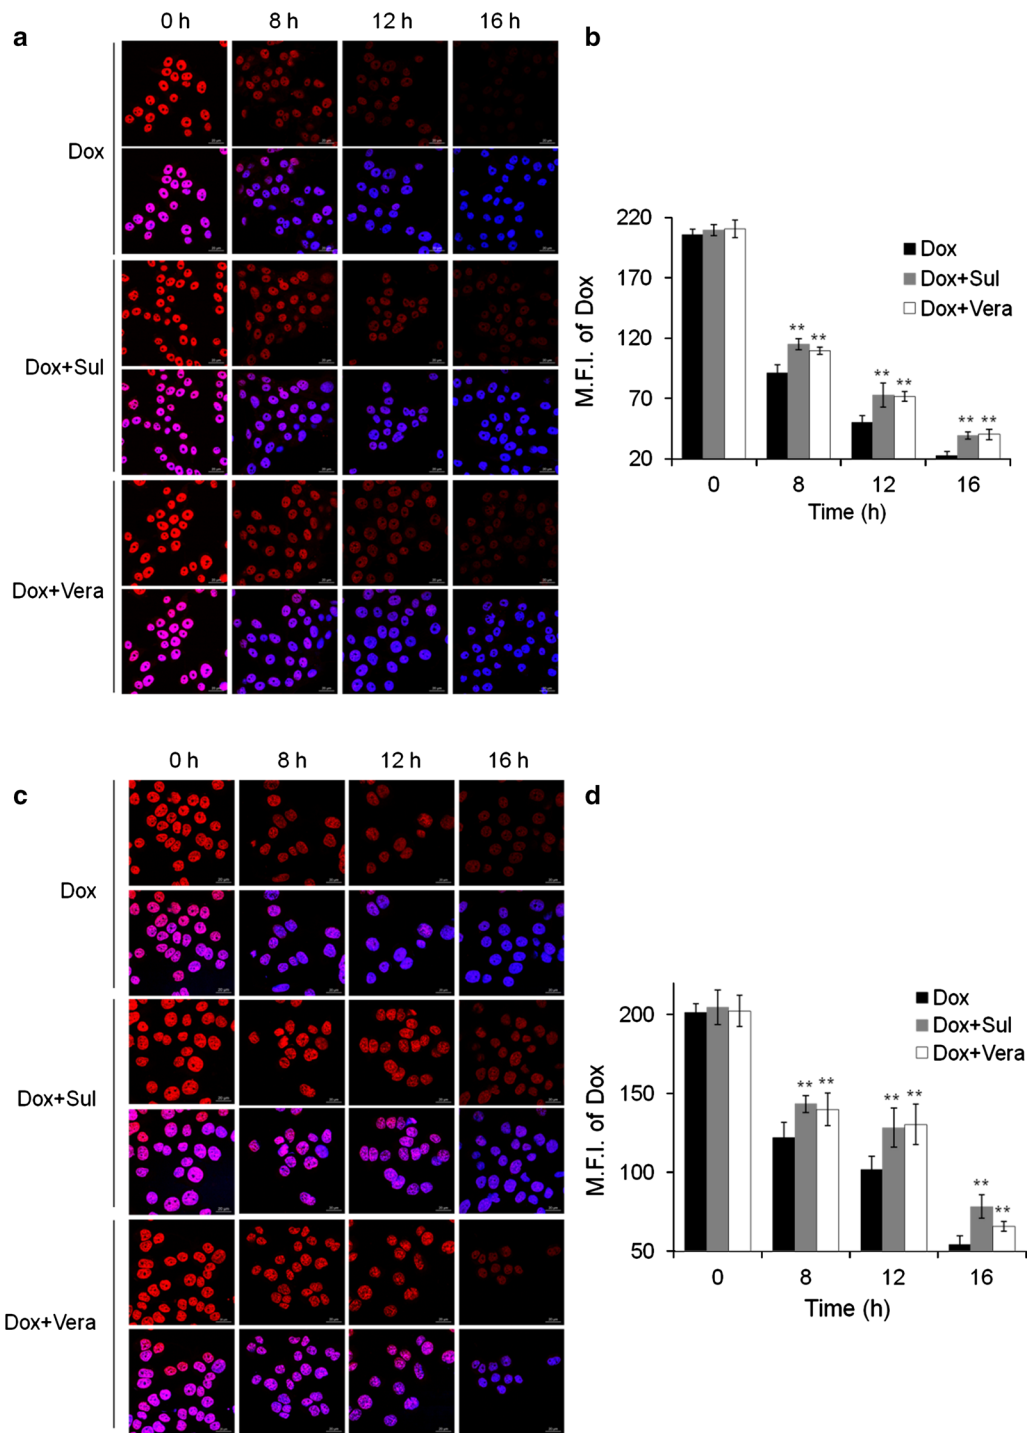 a
0 h 8 h 12 h 16 h
Dox
Dox+Sul
Dox+Vera
b
220
170
120
70
20
M.F.I. of Dox
Dox
Dox+Sul
Dox+Vera
** **
** **
** **
0 8 12 16
Time (h)
c
0 h 8 h 12 h 16 h
Dox
Dox+Sul
Dox+Vera
d
200
150
100
50
M.F.I. of Dox
Dox
Dox+Sul
Dox+Vera
** **
** **
** **
0 8 12 16
Time (h)